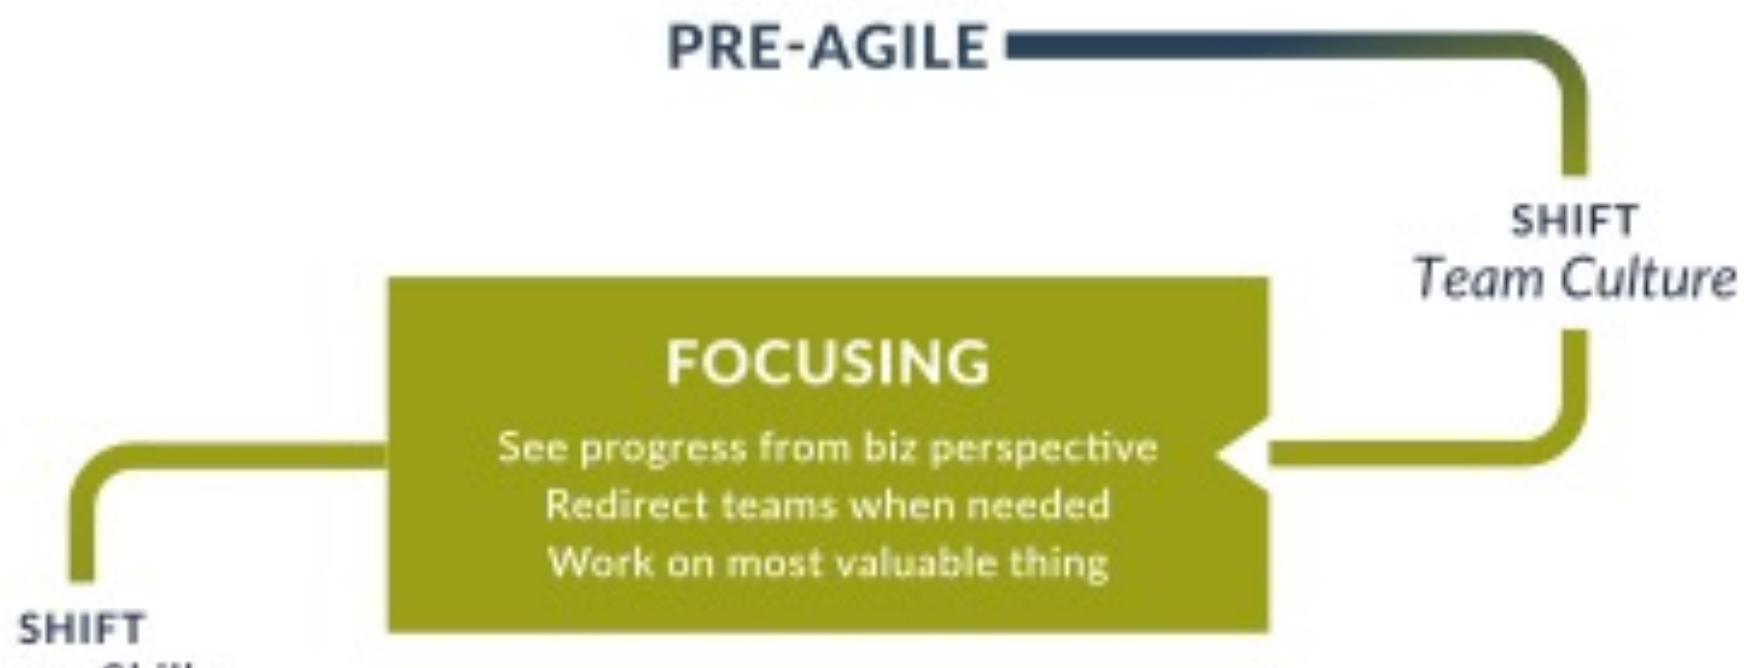 PRE-AGILE
SHIFT
Team Culture
FOCUSING
See progress from biz perspective
Redirect teams when needed
Work on most valuable thing
SHIFT